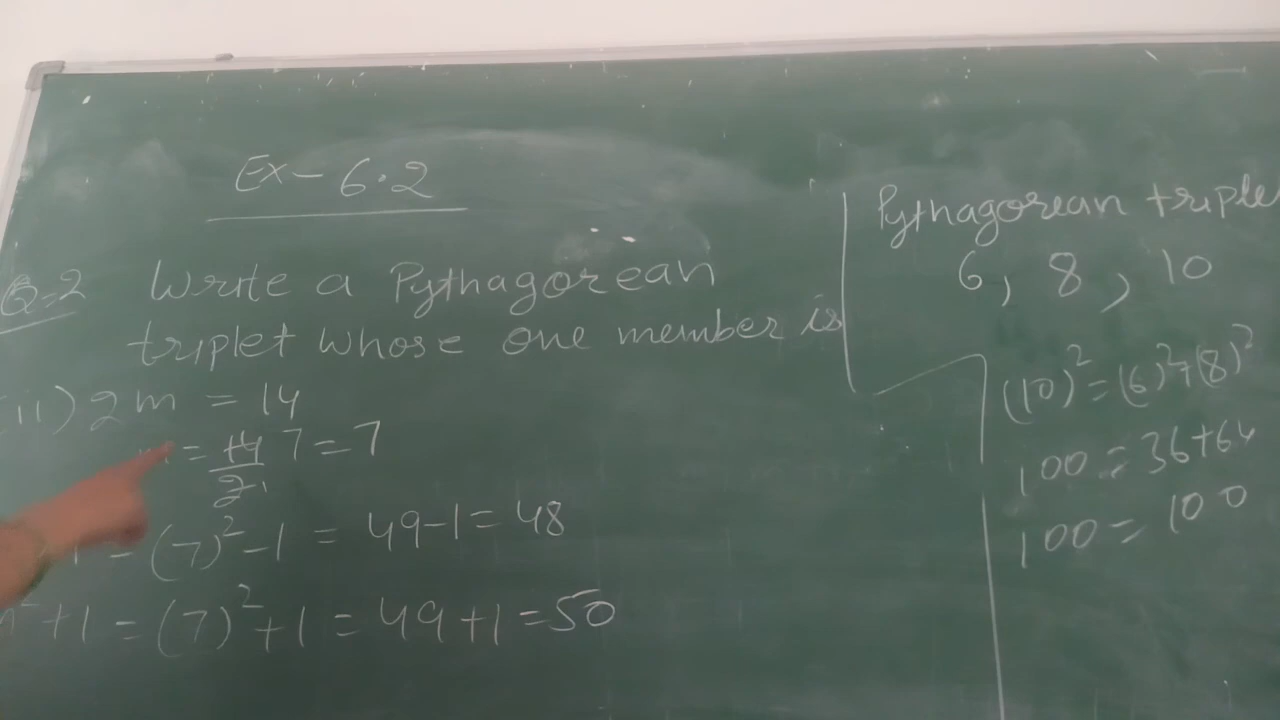 Ex- 6.2
Q.2 Write a Pythagorean
triplet whose one member is
(ii) 2m = 14
= 14/2 7 = 7
1 = (7)² - 1 = 49 - 1 = 48
² + 1 = (7)² + 1 = 49 + 1 = 50
Pythagorean triple
6, 8, 10
(10)² = (6)² + (8)²
100 = 36 + 64
100 = 100